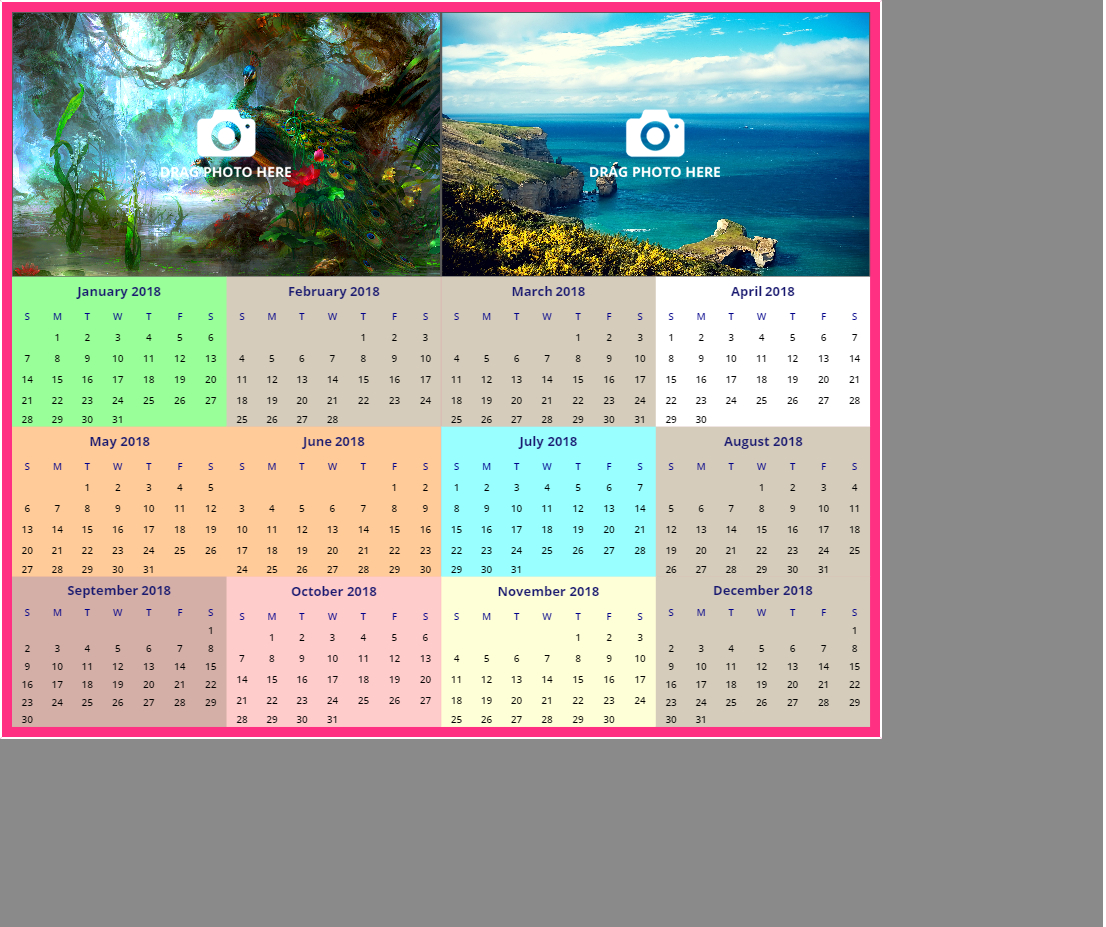 DRAG PHOTO HERE DRAG PHOTO HERE
January 2018 February 2018 March 2018 April 2018
S M T W T F S S M T W T F S S M T W T F S S M T W T F S
1 2 3 4 5 6 1 2 3 1 2 3 1 2 3 4 5 6 7
7 8 9 10 11 12 13 4 5 6 7 8 9 10 4 5 6 7 8 9 10 8 9 10 11 12 13 14
14 15 16 17 18 19 20 11 12 13 14 15 16 17 11 12 13 14 15 16 17 15 16 17 18 19 20 21
21 22 23 24 25 26 27 18 19 20 21 22 23 24 18 19 20 21 22 23 24 22 23 24 25 26 27 28
28 29 30 31 25 26 27 28 25 26 27 28 29 30 31 29 30
May 2018 June 2018 July 2018 August 2018
S M T W T F S S M T W T F S S M T W T F S S M T W T F S
1 2 3 4 5 1 2 1 2 3 4 5 6 7 1 2 3 4
6 7 8 9 10 11 12 3 4 5 6 7 8 9 8 9 10 11 12 13 14 5 6 7 8 9 10 11
13 14 15 16 17 18 19 10 11 12 13 14 15 16 15 16 17 18 19 20 21 12 13 14 15 16 17 18
20 21 22 23 24 25 26 17 18 19 20 21 22 23 22 23 24 25 26 27 28 19 20 21 22 23 24 25
27 28 29 30 31 24 25 26 27 28 29 30 29 30 31 26 27 28 29 30 31
September 2018 October 2018 November 2018 December 2018
S M T W T F S S M T W T F S S M T W T F S S M T W T F S
1 1 2 3 4 5 6 1 2 3 1
2 3 4 5 6 7 8 7 8 9 10 11 12 13 4 5 6 7 8 9 10 2 3 4 5 6 7 8
9 10 11 12 13 14 15 14 15 16 17 18 19 20 11 12 13 14 15 16 17 9 10 11 12 13 14 15
16 17 18 19 20 21 22 21 22 23 24 25 26 27 18 19 20 21 22 23 24 16 17 18 19 20 21 22
23 24 25 26 27 28 29 28 29 30 31 25 26 27 28 29 30 23 24 25 26 27 28 29
30 30 31